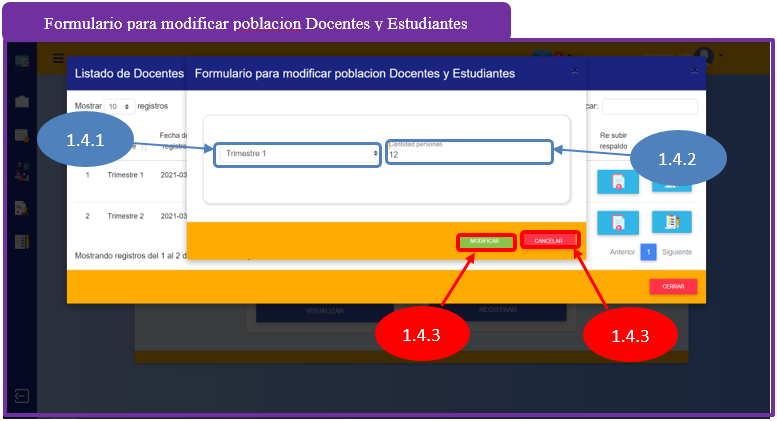 Formulario para modificar poblacion Docentes y Estudiantes
Listado de Docentes
Formulario para modificar poblacion Docentes y Estudiantes
Mostrar 10 registros
car:
1.4.1
Fecha de
registro
Re subir
respaldo
Trimestre 1
Cantidad personas
12
1.4.2
1 Trimestre 1 2021-03
2 Trimestre 2 2021-03
MODIFICAR
CANCELAR
Mostrando registros del 1 al 2 d
Anterior 1 Siguiente
CERRAR
VISUALIZAR
REGISTRAR
1.4.3
1.4.3